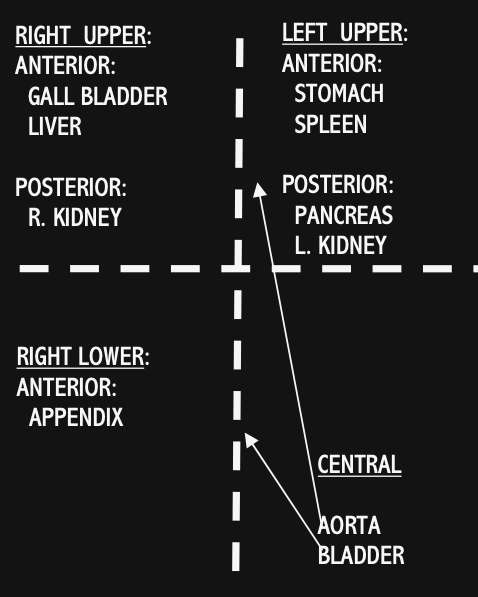 RIGHT UPPER:
ANTERIOR:
GALL BLADDER
LIVER
POSTERIOR:
R. KIDNEY
LEFT UPPER:
ANTERIOR:
STOMACH
SPLEEN
POSTERIOR:
PANCREAS
L. KIDNEY
RIGHT LOWER:
ANTERIOR:
APPENDIX
CENTRAL
AORTA
BLADDER